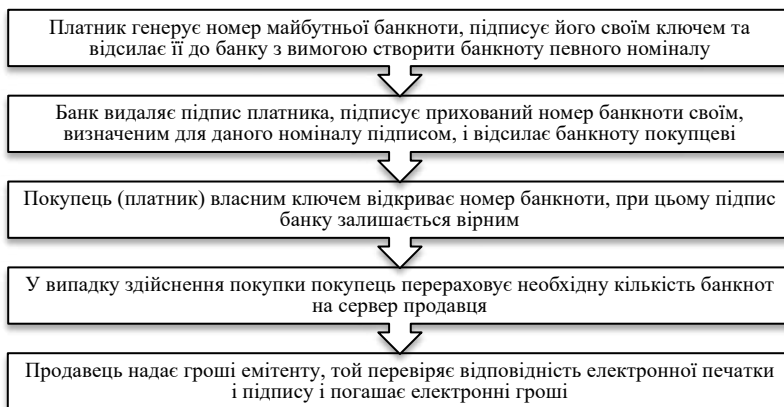 Платник генерує номер майбутньої банкноти, підписує його своїм ключем та
відсилає її до банку з вимогою створити банкноту певного номіналу
Банк видаляє підпис платника, підписує прихований номер банкноти своїм,
визначеним для даного номіналу підписом, і відсилає банкноту покупцеві
Покупець (платник) власним ключем відкриває номер банкноти, при цьому підпис
банку залишається вірним
У випадку здійснення покупки покупець перераховує необхідну кількість банкнот
на сервер продавця
Продавець надає гроші емітенту, той перевіряє відповідність електронної печатки
і підпису і погашає електронні гроші